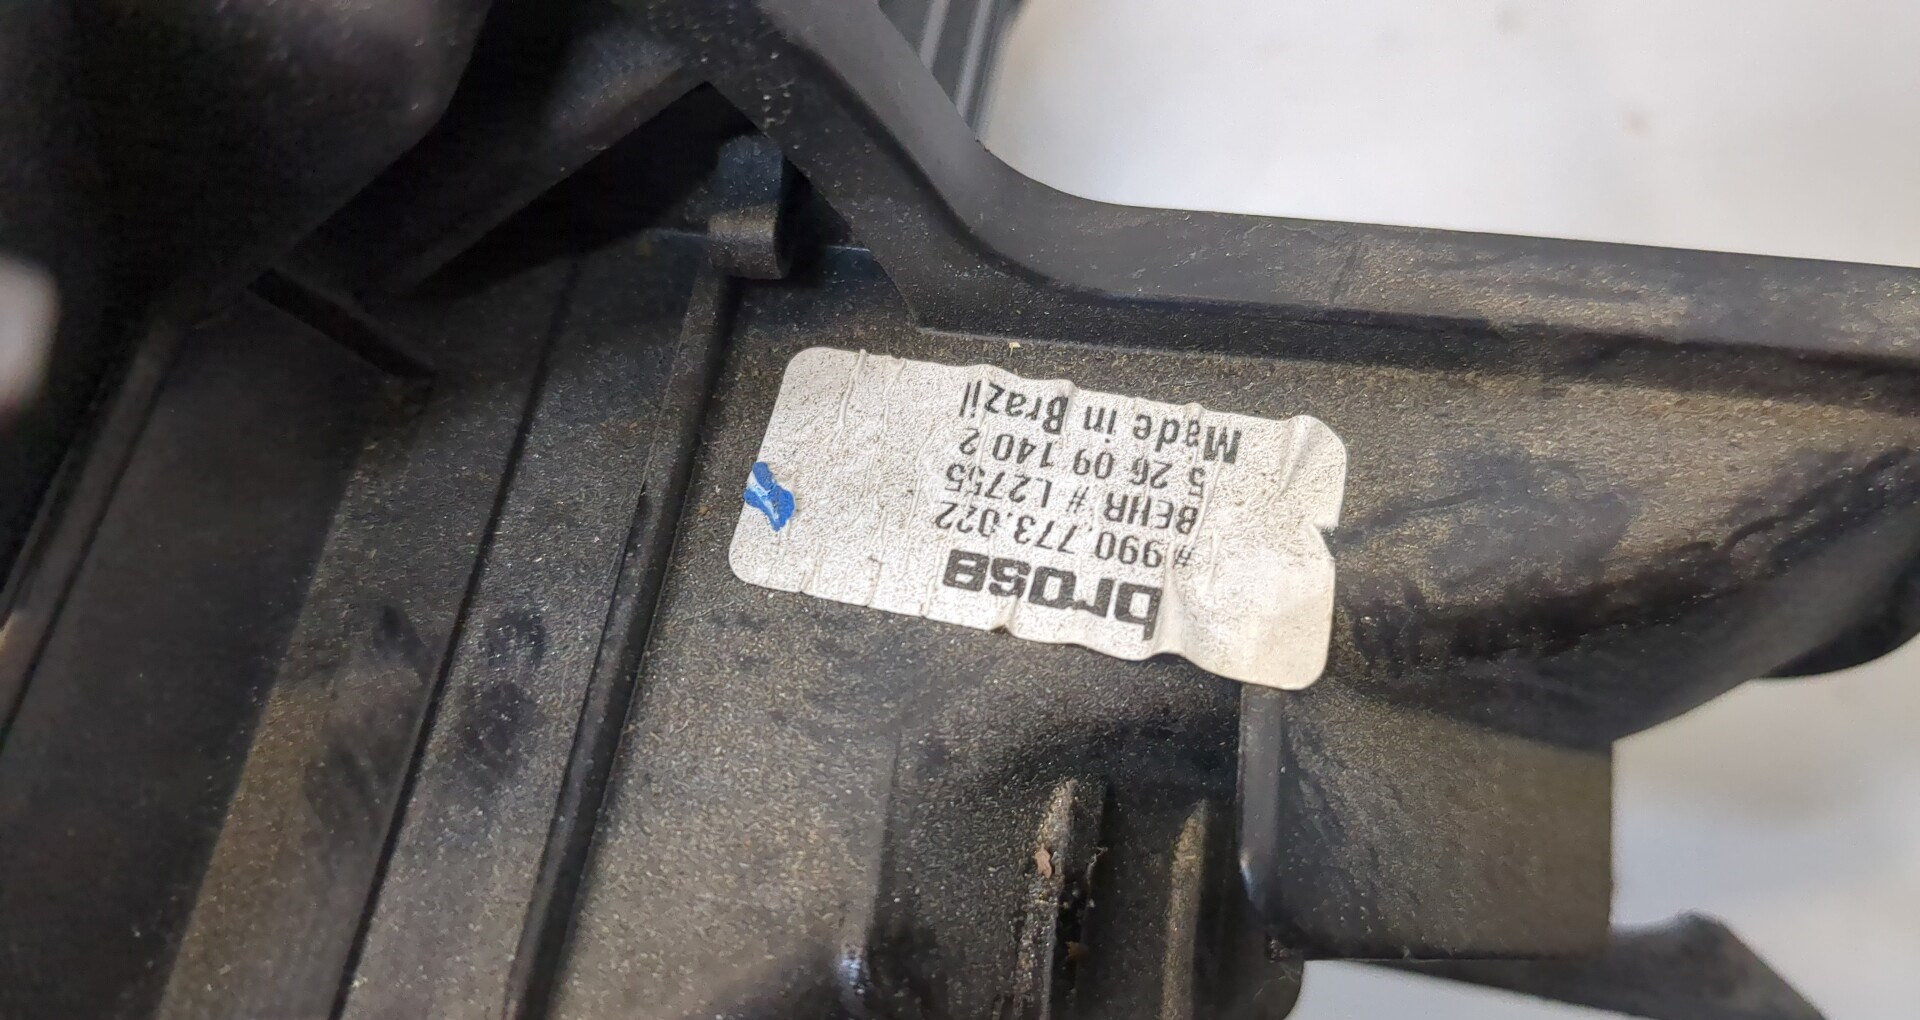 brose
#990.773.022
BEHR # L2755
5 26 09 140 2
Made in Brazil